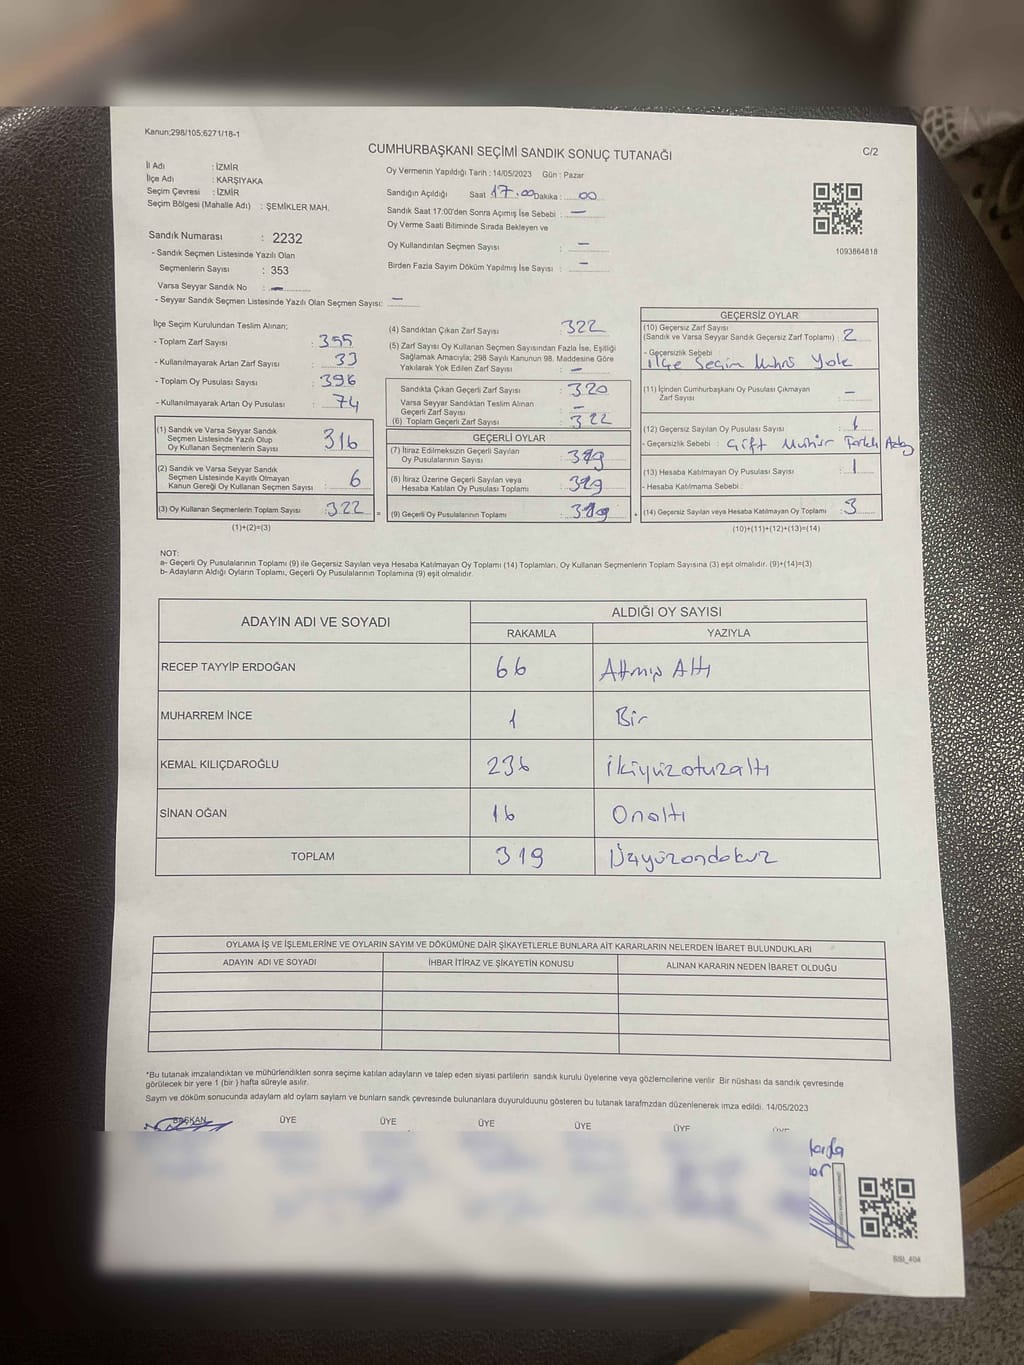 Kanun;298/105;6271/18-1
CUMHURBAŞKANI SEÇİMİ SANDIK SONUÇ TUTANAĞI
C/2
İl Adı : İZMİR
İlçe Adı : KARŞIYAKA
Seçim Çevresi : İZMİR
Seçim Bölgesi (Mahalle Adı) : ŞEMİKLER MAH.
Oy Vermenin Yapıldığı Tarih : 14/05/2023 Gün : Pazar
Sandığın Açıldığı Saat 17.00 Dakika : 00
Sandık Saat 17:00'den Sonra Açımış İse Sebebi : —
Oy Verme Saati Bitiminde Sırada Bekleyen ve
Oy Kullandırılan Seçmen Sayısı : —
Birden Fazla Sayım Döküm Yapılmış İse Sayısı : —
1093864818
Sandık Numarası : 2232
- Sandık Seçmen Listesinde Yazılı Olan
Seçmenlerin Sayısı : 353
Varsa Seyyar Sandık No : —
- Seyyar Sandık Seçmen Listesinde Yazılı Olan Seçmen Sayısı: —
İlçe Seçim Kurulundan Teslim Alınan;
- Toplam Zarf Sayısı : 355
- Kullanılmayarak Artan Zarf Sayısı : 33
- Toplam Oy Pusulası Sayısı : 396
- Kullanılmayarak Artan Oy Pusulası : 74
(1) Sandık ve Varsa Seyyar Sandık
Seçmen Listesinde Yazılı Olup
Oy Kullanan Seçmenlerin Sayısı : 316
(2) Sandık ve Varsa Seyyar Sandık
Seçmen Listesinde Kayıtlı Olmayan
Kanun Gereği Oy Kullanan Seçmen Sayısı : 6
(3) Oy Kullanan Seçmenlerin Toplam Sayısı : 322
(1)+(2)=(3)
(4) Sandıktan Çıkan Zarf Sayısı : 322
(5) Zarf Sayısı Oy Kullanan Seçmen Sayısından Fazla İse, Eşitliği
Sağlamak Amacıyla; 298 Sayılı Kanunun 98. Maddesine Göre
Yakılarak Yok Edilen Zarf Sayısı : —
Sandıkta Çıkan Geçerli Zarf Sayısı : 320
Varsa Seyyar Sandıktan Teslim Alınan
Geçerli Zarf Sayısı : —
(6) Toplam Geçerli Zarf Sayısı : 322
GEÇERLİ OYLAR
(7) İtiraz Edilmeksizin Geçerli Sayılan
Oy Pusulalarının Sayısı : 319
(8) İtiraz Üzerine Geçerli Sayılan veya
Hesaba Katılan Oy Pusulası Toplamı : 319
(9) Geçerli Oy Pusulalarının Toplamı : 319
GEÇERSİZ OYLAR
(10) Geçersiz Zarf Sayısı
(Sandık ve Varsa Seyyar Sandık Geçersiz Zarf Toplamı) : 2
- Geçersizlik Sebebi
ilçe Seçim Mührü Yok
(11) İçinden Cumhurbaşkanı Oy Pusulası Çıkmayan
Zarf Sayısı : —
(12) Geçersiz Sayılan Oy Pusulası Sayısı : 1
- Geçersizlik Sebebi : Çift Mühür Farklı Aday
(13) Hesaba Katılmayan Oy Pusulası Sayısı : 1
- Hesaba Katılmama Sebebi :
(14) Geçersiz Sayılan veya Hesaba Katılmayan Oy Toplamı : 3
(10)+(11)+(12)+(13)=(14)
NOT:
a- Geçerli Oy Pusulalarının Toplamı (9) ile Geçersiz Sayılan veya Hesaba Katılmayan Oy Toplamı (14) Toplamları, Oy Kullanan Seçmenlerin Toplam Sayısına (3) eşit olmalıdır. (9)+(14)=(3)
b- Adayların Aldığı Oyların Toplamı, Geçerli Oy Pusulalarının Toplamına (9) eşit olmalıdır.
ADAYIN ADI VE SOYADI
ALDIĞI OY SAYISI
RAKAMLA YAZIYLA
RECEP TAYYİP ERDOĞAN 66 Altmış Altı
MUHARREM İNCE 1 Bir
KEMAL KILIÇDAROĞLU 236 ikiyüzotuzaltı
SİNAN OĞAN 16 Onaltı
TOPLAM 319 Üçyüzondokuz
OYLAMA İŞ VE İŞLEMLERİNE VE OYLARIN SAYIM VE DÖKÜMÜNE DAİR ŞİKAYETLERLE BUNLARA AİT KARARLARIN NELERDEN İBARET BULUNDUKLARI
ADAYIN ADI VE SOYADI İHBAR İTİRAZ VE ŞİKAYETİN KONUSU ALINAN KARARIN NEDEN İBARET OLDUĞU
*Bu tutanak imzalandıktan ve mühürlendikten sonra seçime katılan adayların ve talep eden siyasi partilerin sandık kurulu üyelerine veya gözlemcilerine verilir Bir nüshası da sandık çevresinde
görülecek bir yere 1 (bir ) hafta süreyle asılır.
Sayım ve döküm sonucunda adayların ald oylarn sayları ve bunların sandk çevresinde bulunanlara duyurulduunu gösteren bu tutanak tarafmzdan düzenlenerek imza edildi. 14/05/2023
BAŞKAN ÜYE ÜYE ÜYE ÜYE ÜYE ÜYE
SSI_404